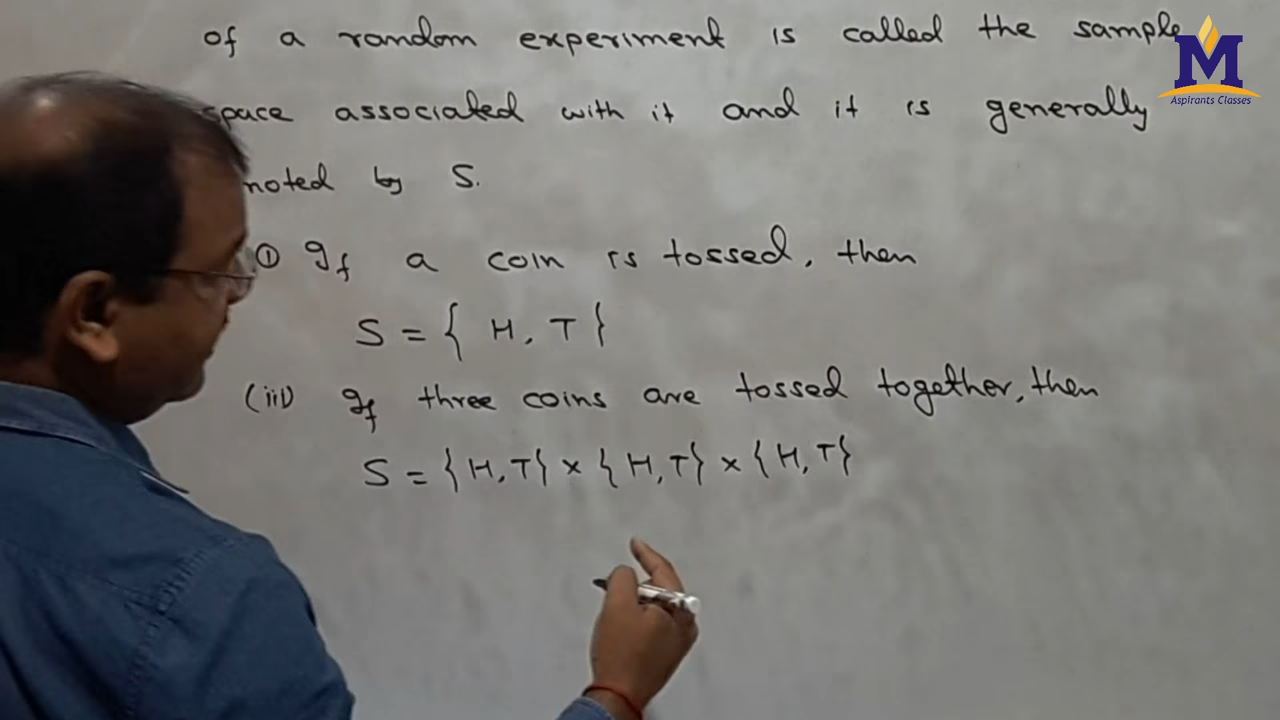 of a random experiment is called the sample
space associated with it and it is generally
noted by S.
① If a coin is tossed, then
S = { H, T }
(iii) If three coins are tossed together, then
S = {H, T} × {H, T} × {H, T}
M
Aspirants Classes